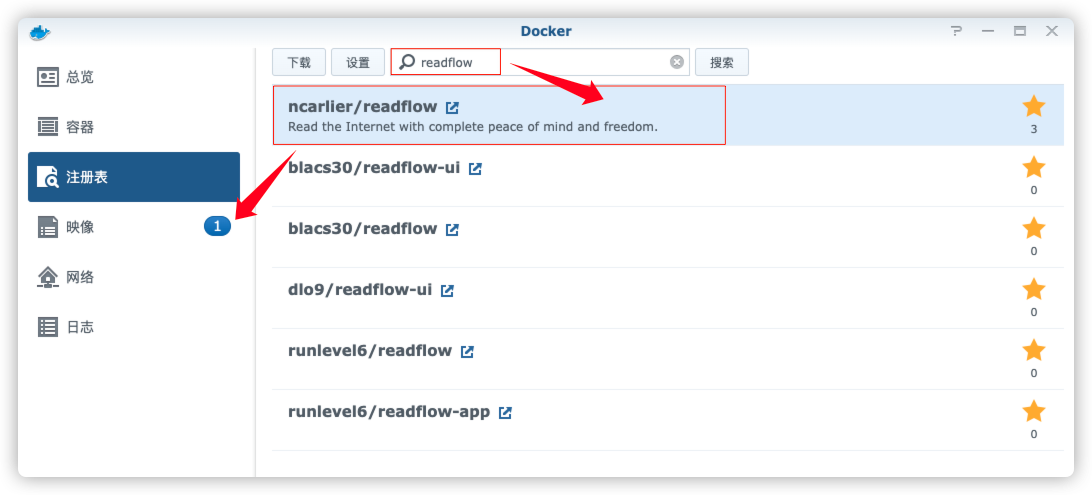 Docker
总览
容器
注册表
映像
1
网络
日志
下载
设置
readflow
搜索
ncarlier/readflow
Read the Internet with complete peace of mind and freedom.
3
blacs30/readflow-ui
0
blacs30/readflow
0
dlo9/readflow-ui
0
runlevel6/readflow
0
runlevel6/readflow-app
0